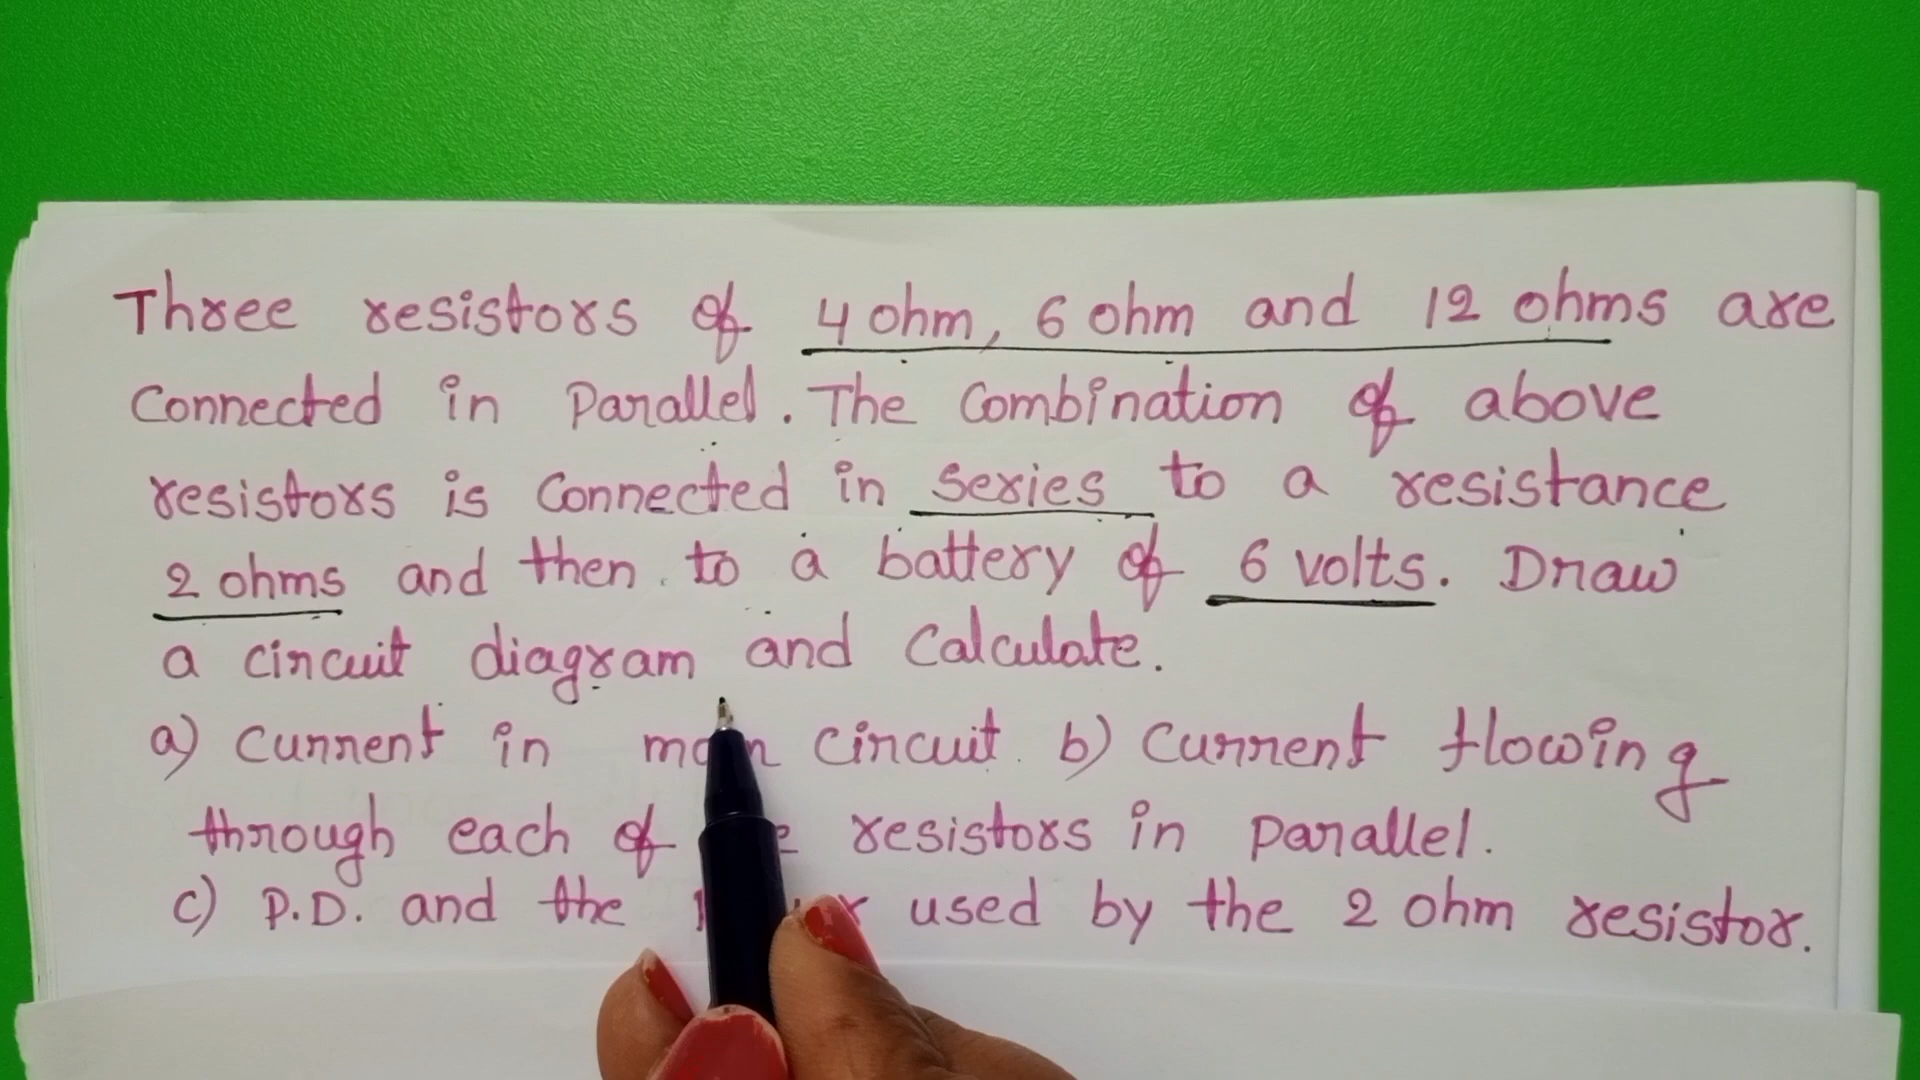 Three resistors of 4 ohm, 6 ohm and 12 ohms are
Connected in Parallel. The Combination of above
resistors is Connected in series to a resistance
2 ohms and then to a battery of 6 volts. Draw
a circuit diagram and Calculate.
a) Current in circuit b) Current flowing
through each of resistors in parallel.
c) P.D. and the used by the 2 ohm resistor.